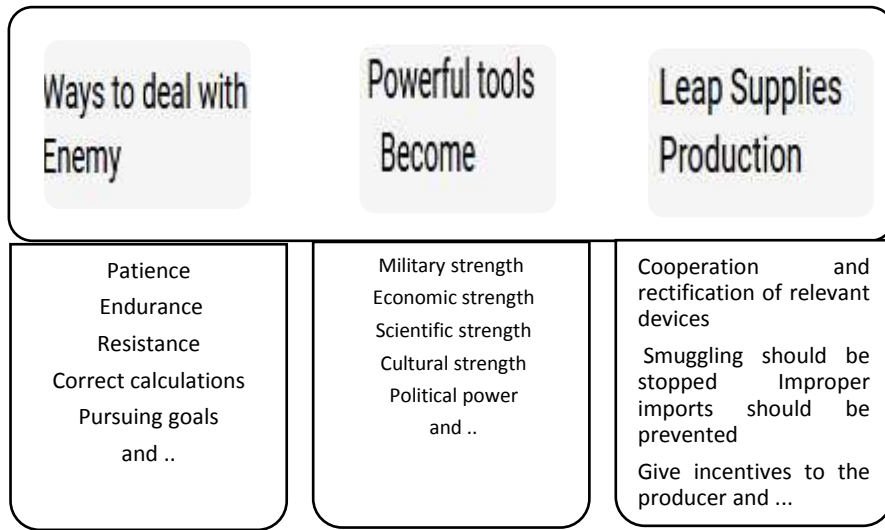 Ways to deal with
Enemy
Powerful tools
Become
Leap Supplies
Production
Patience
Endurance
Resistance
Correct calculations
Pursuing goals
and ..
Military strength
Economic strength
Scientific strength
Cultural strength
Political power
and ..
Cooperation and
rectification of relevant
devices
Smuggling should be
stopped Improper
imports should be
prevented
Give incentives to the
producer and ...